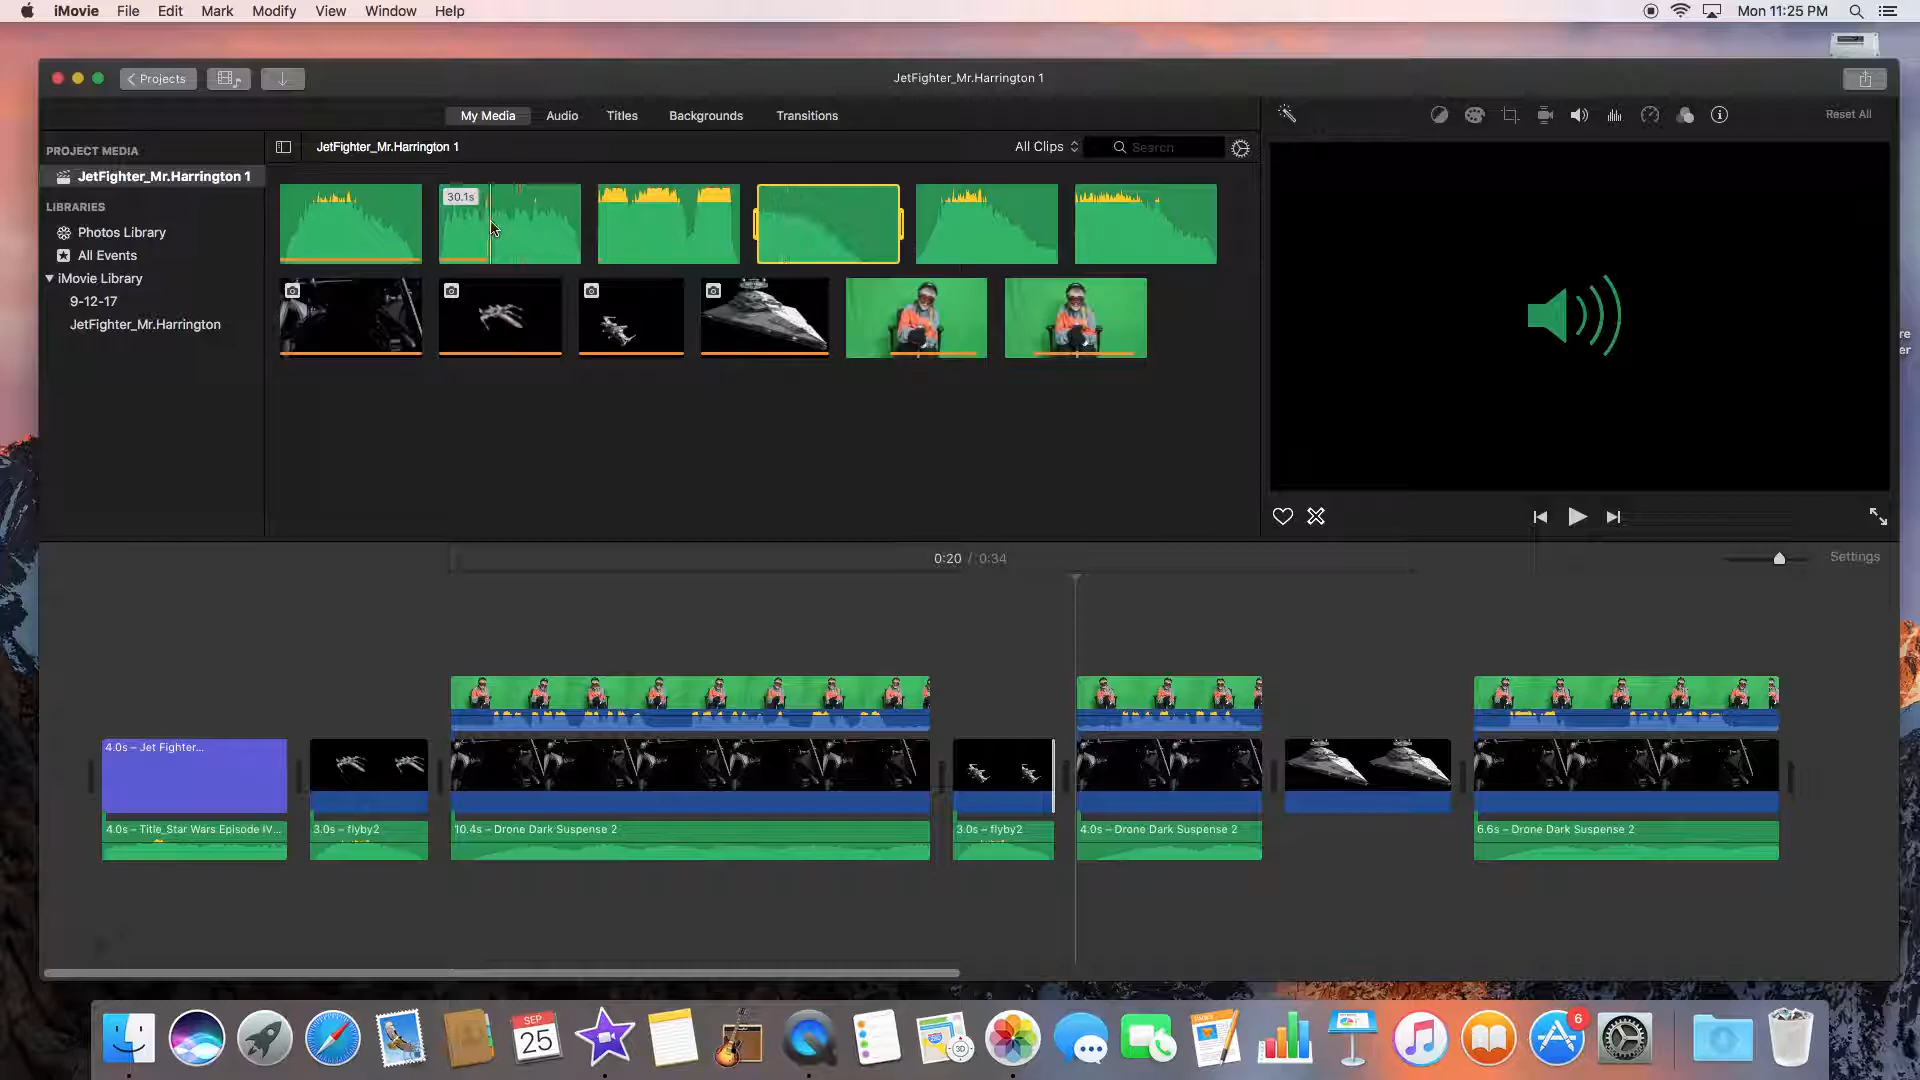 iMovie File Edit Mark Modify View Window Help Mon 11:25 PM
Projects JetFighter_Mr.Harrington 1
My Media Audio Titles Backgrounds Transitions Reset All
PROJECT MEDIA JetFighter_Mr.Harrington 1 All Clips Search
JetFighter_Mr.Harrington 1
LIBRARIES
30.1s
Photos Library
All Events
iMovie Library
9-12-17
JetFighter_Mr.Harrington
re
er
0:20 / 0:34 Settings
4.0s – Jet Fighter...
4.0s – Title_Star Wars Episode IV... 3.0s – flyby2 10.4s – Drone Dark Suspense 2 3.0s – flyby2 4.0s – Drone Dark Suspense 2 6.6s – Drone Dark Suspense 2
SEP
25
3D
PAGES
6